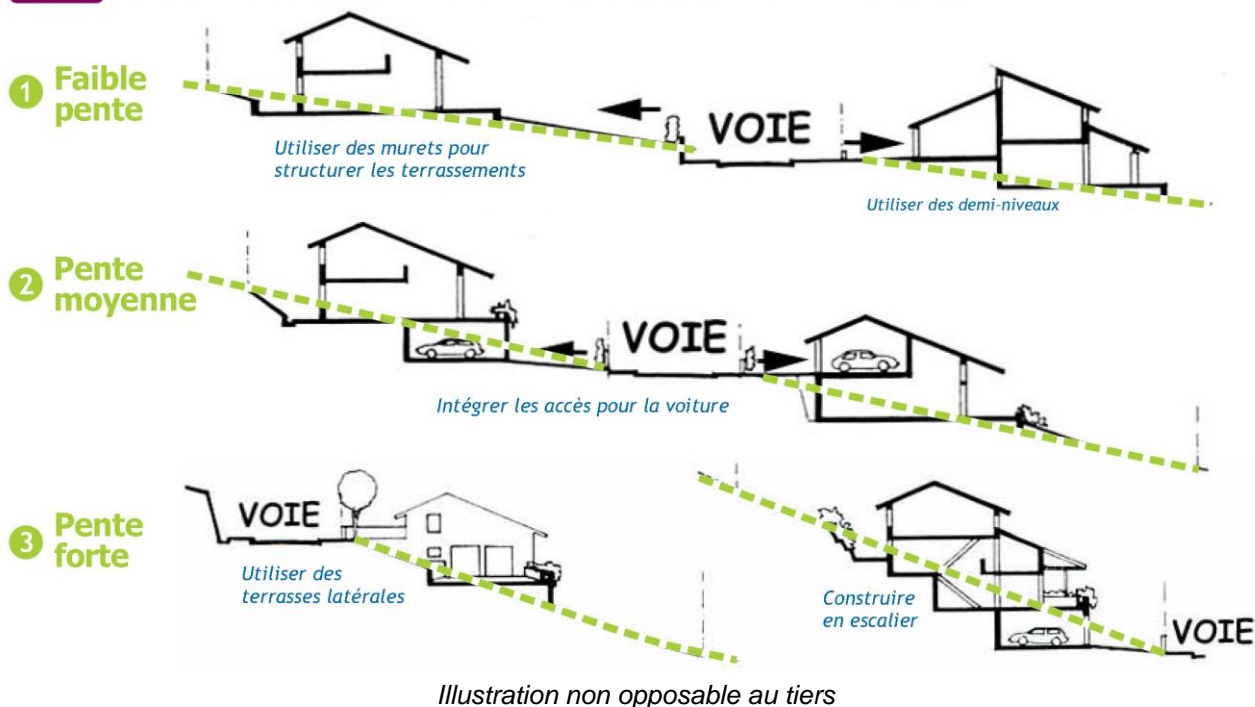 1 Faible
pente
VOIE
Utiliser des murets pour
structurer les terrassements
Utiliser des demi-niveaux
2 Pente
moyenne
VOIE
Intégrer les accès pour la voiture
3 Pente
forte
VOIE
Utiliser des
terrasses latérales
Construire
en escalier
VOIE
Illustration non opposable au tiers